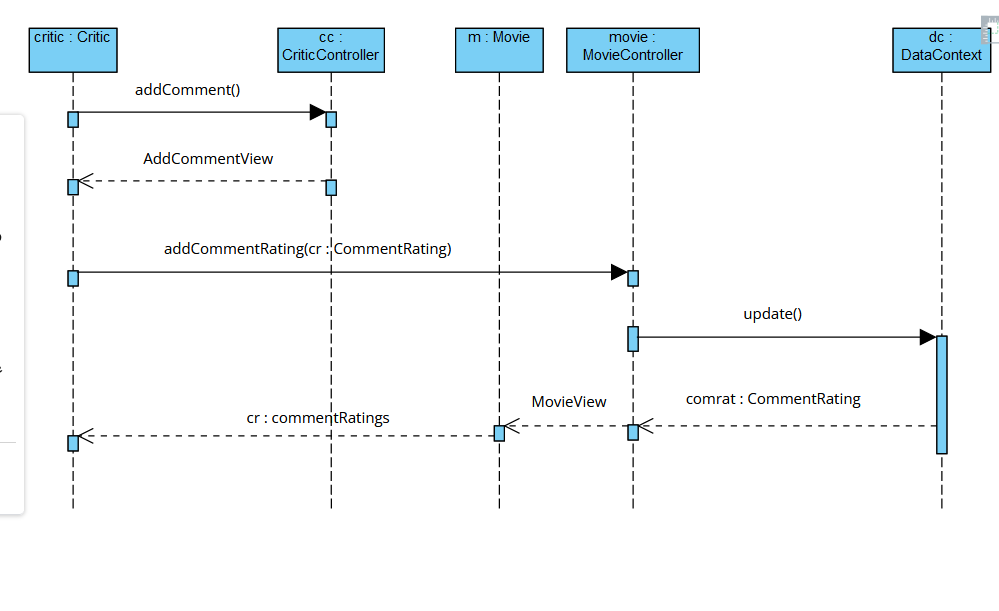 critic : Critic
cc :
CriticController
m : Movie
movie :
MovieController
dc :
DataContext
addComment()
AddCommentView
addCommentRating(cr : CommentRating)
update()
comrat : CommentRating
MovieView
cr : commentRatings